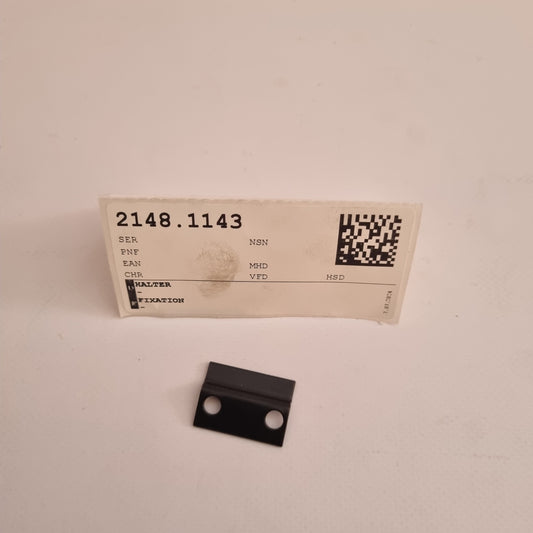 2148.1143
SER NSN
PNF
EAN MHD
CHR VFD HSD
D HALTER
F FIXATION